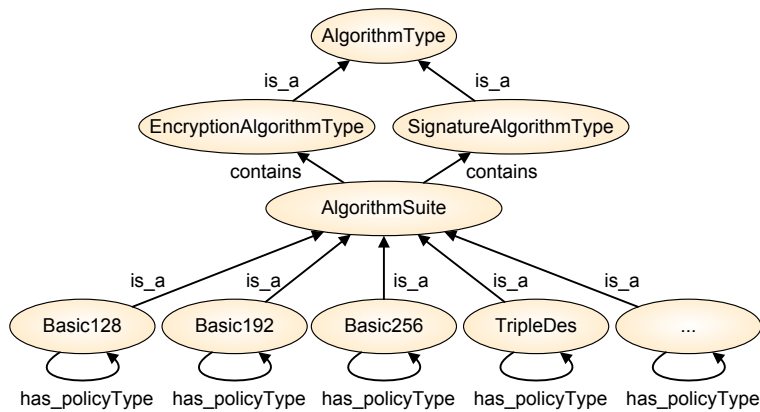 AlgorithmType
is_a is_a
EncryptionAlgorithmType SignatureAlgorithmType
contains contains
AlgorithmSuite
is_a is_a is_a is_a is_a
Basic128 Basic192 Basic256 TripleDes ...
has_policyType has_policyType has_policyType has_policyType has_policyType